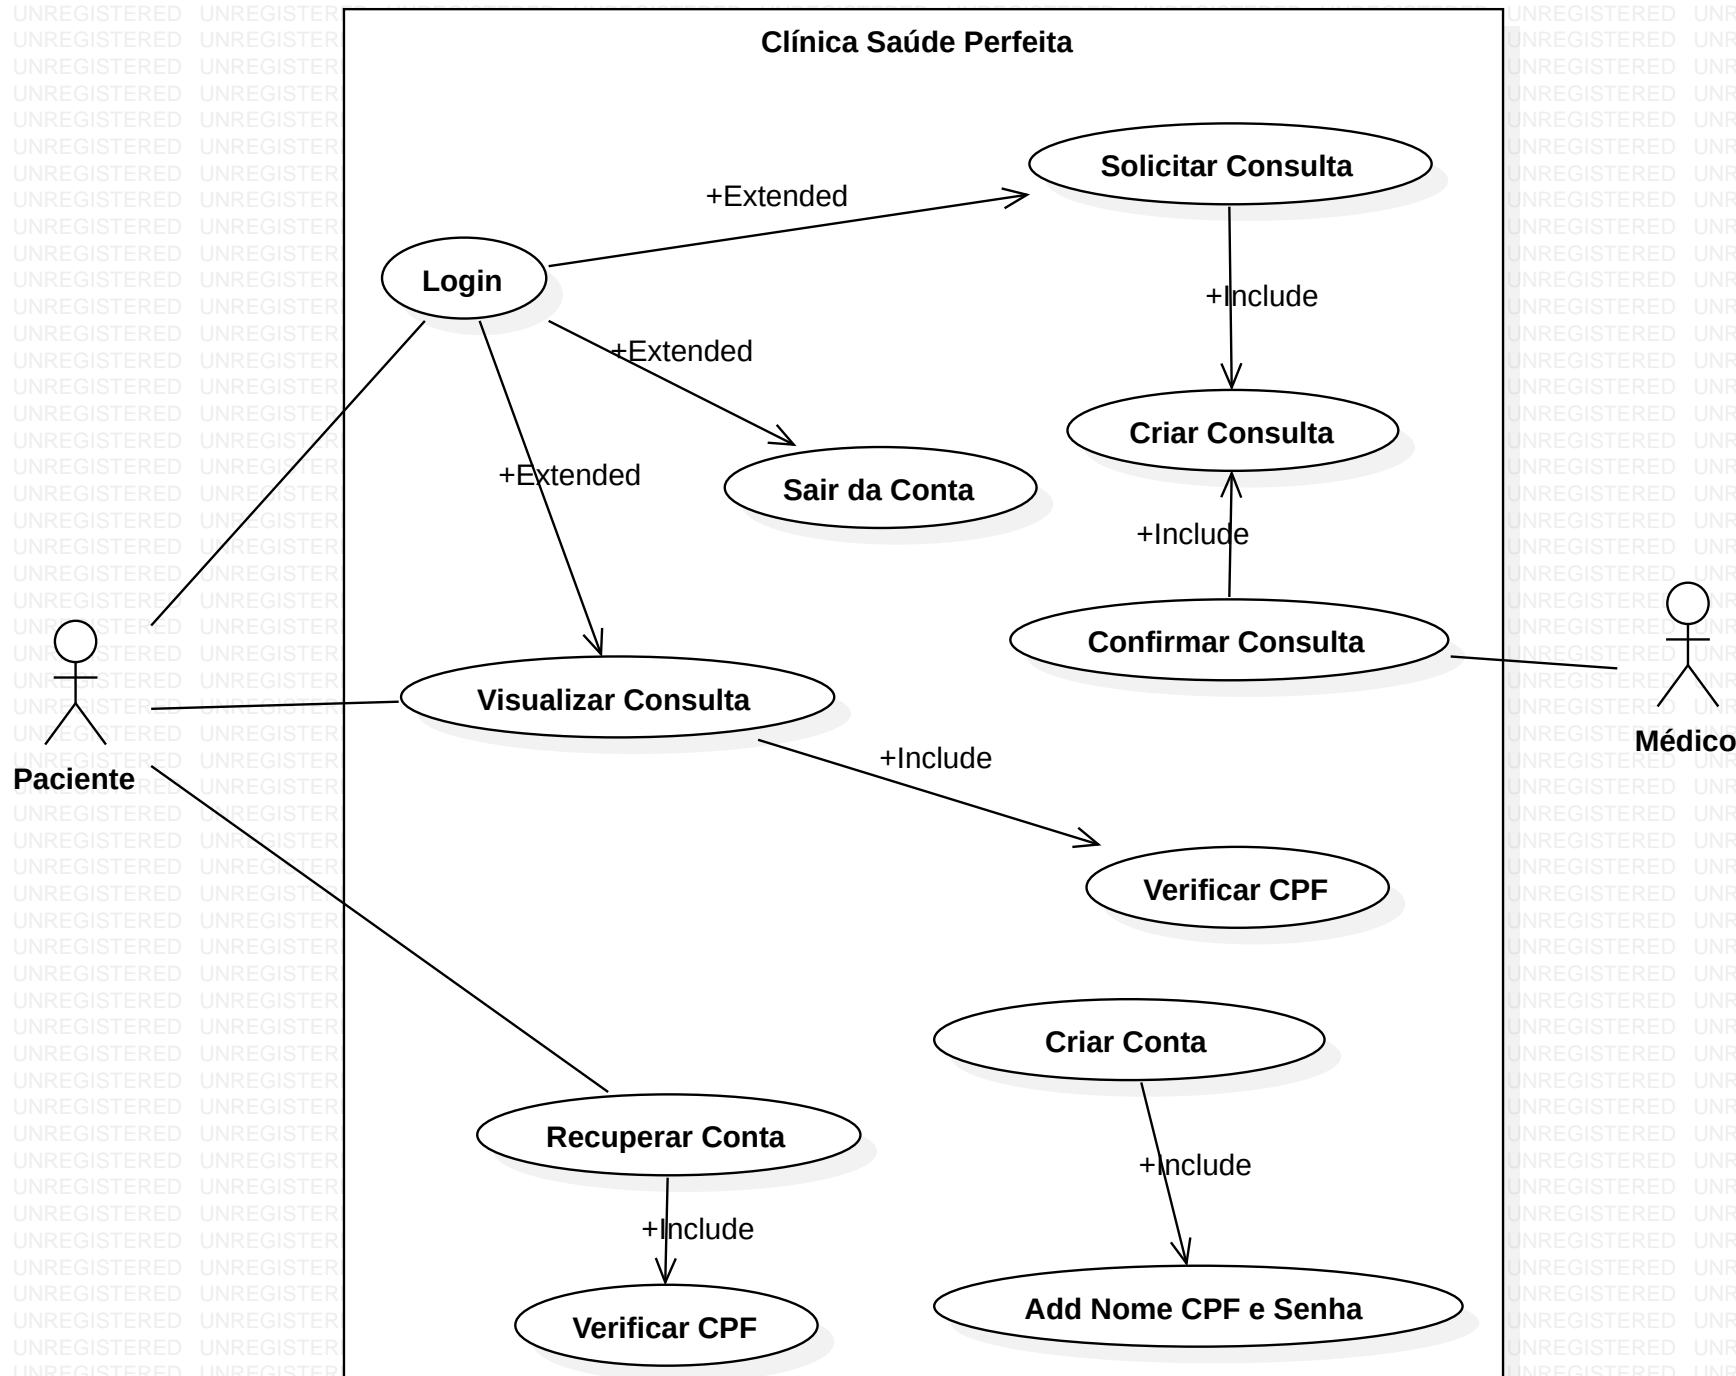 Clínica Saúde Perfeita
Solicitar Consulta
+Extended
Login
+Include
+Extended
Criar Consulta
+Extended
Sair da Conta
+Include
Confirmar Consulta
Visualizar Consulta
Médico
+Include
Paciente
Verificar CPF
Criar Conta
Recuperar Conta
+Include
+Include
Add Nome CPF e Senha
Verificar CPF
UNREGISTERED